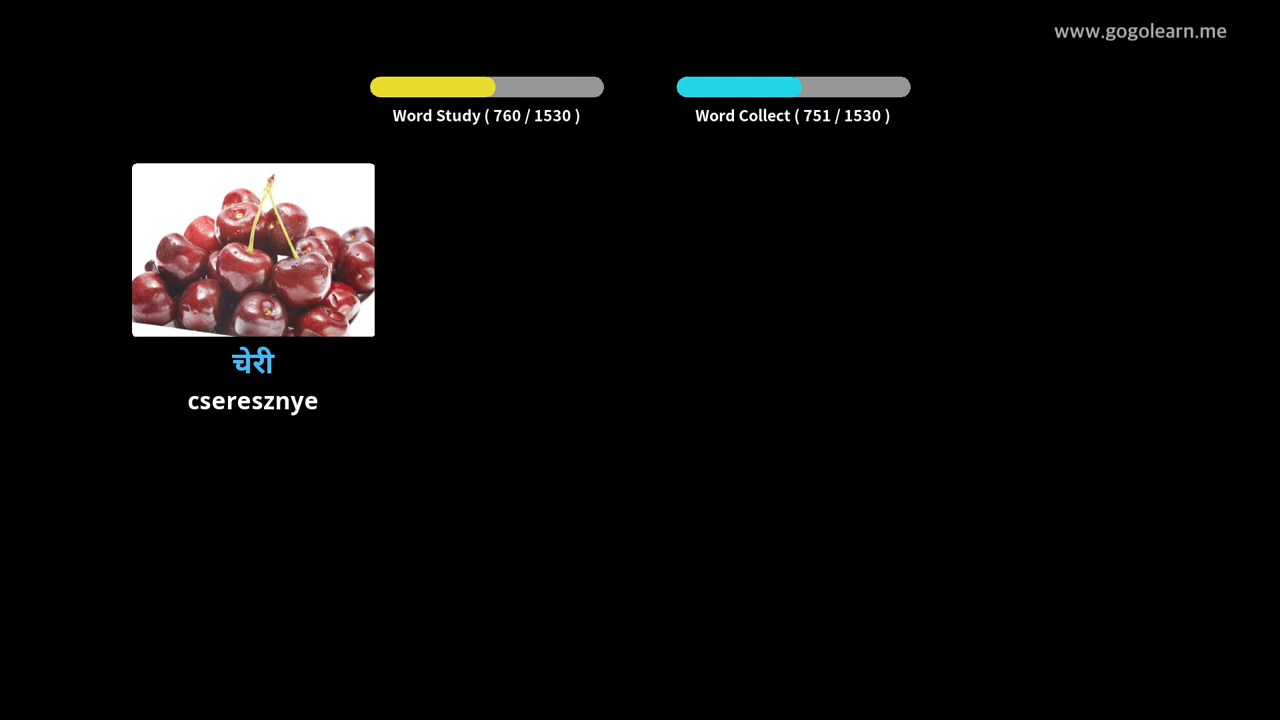 www.gogolearn.me
Word Study ( 760 / 1530 )
Word Collect ( 751 / 1530 )
चेरी
cseresznye